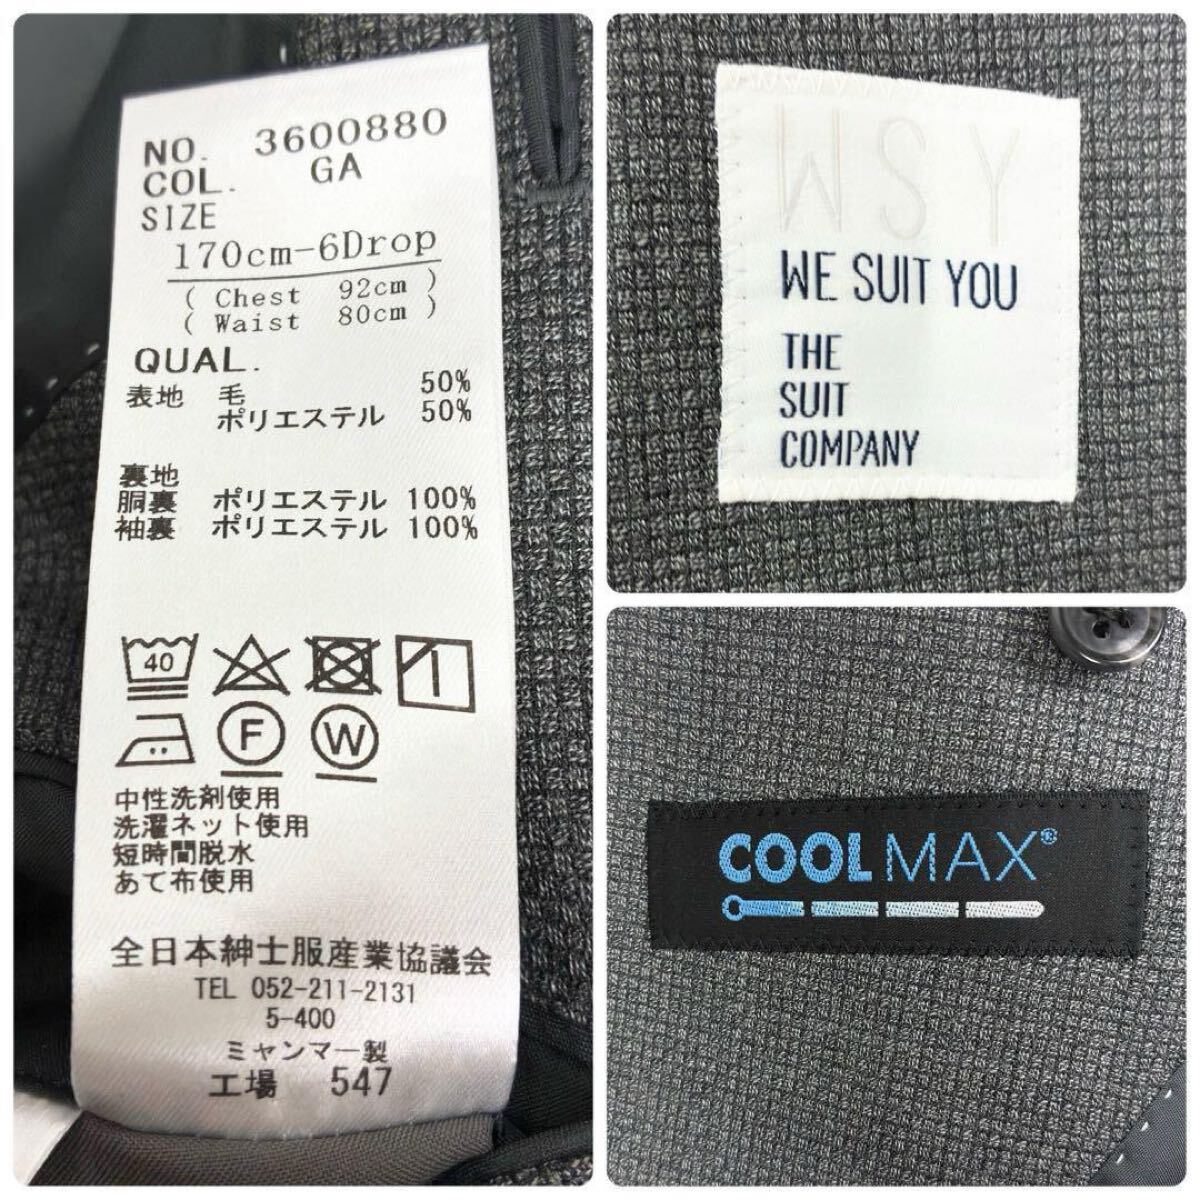 NO. 3600880
COL. GA
SIZE
170cm-6Drop
( Chest 92cm )
( Waist 80cm )
QUAL.
表地 毛 50%
ポリエステル 50%
裏地
胴裏 ポリエステル 100%
袖裏 ポリエステル 100%
40
F W
中性洗剤使用
洗濯ネット使用
短時間脱水
あて布使用
全日本紳士服産業協議会
TEL 052-211-2131
5-400
ミャンマー製
工場 547
WSY
WE SUIT YOU
THE
SUIT
COMPANY
COOLMAX®